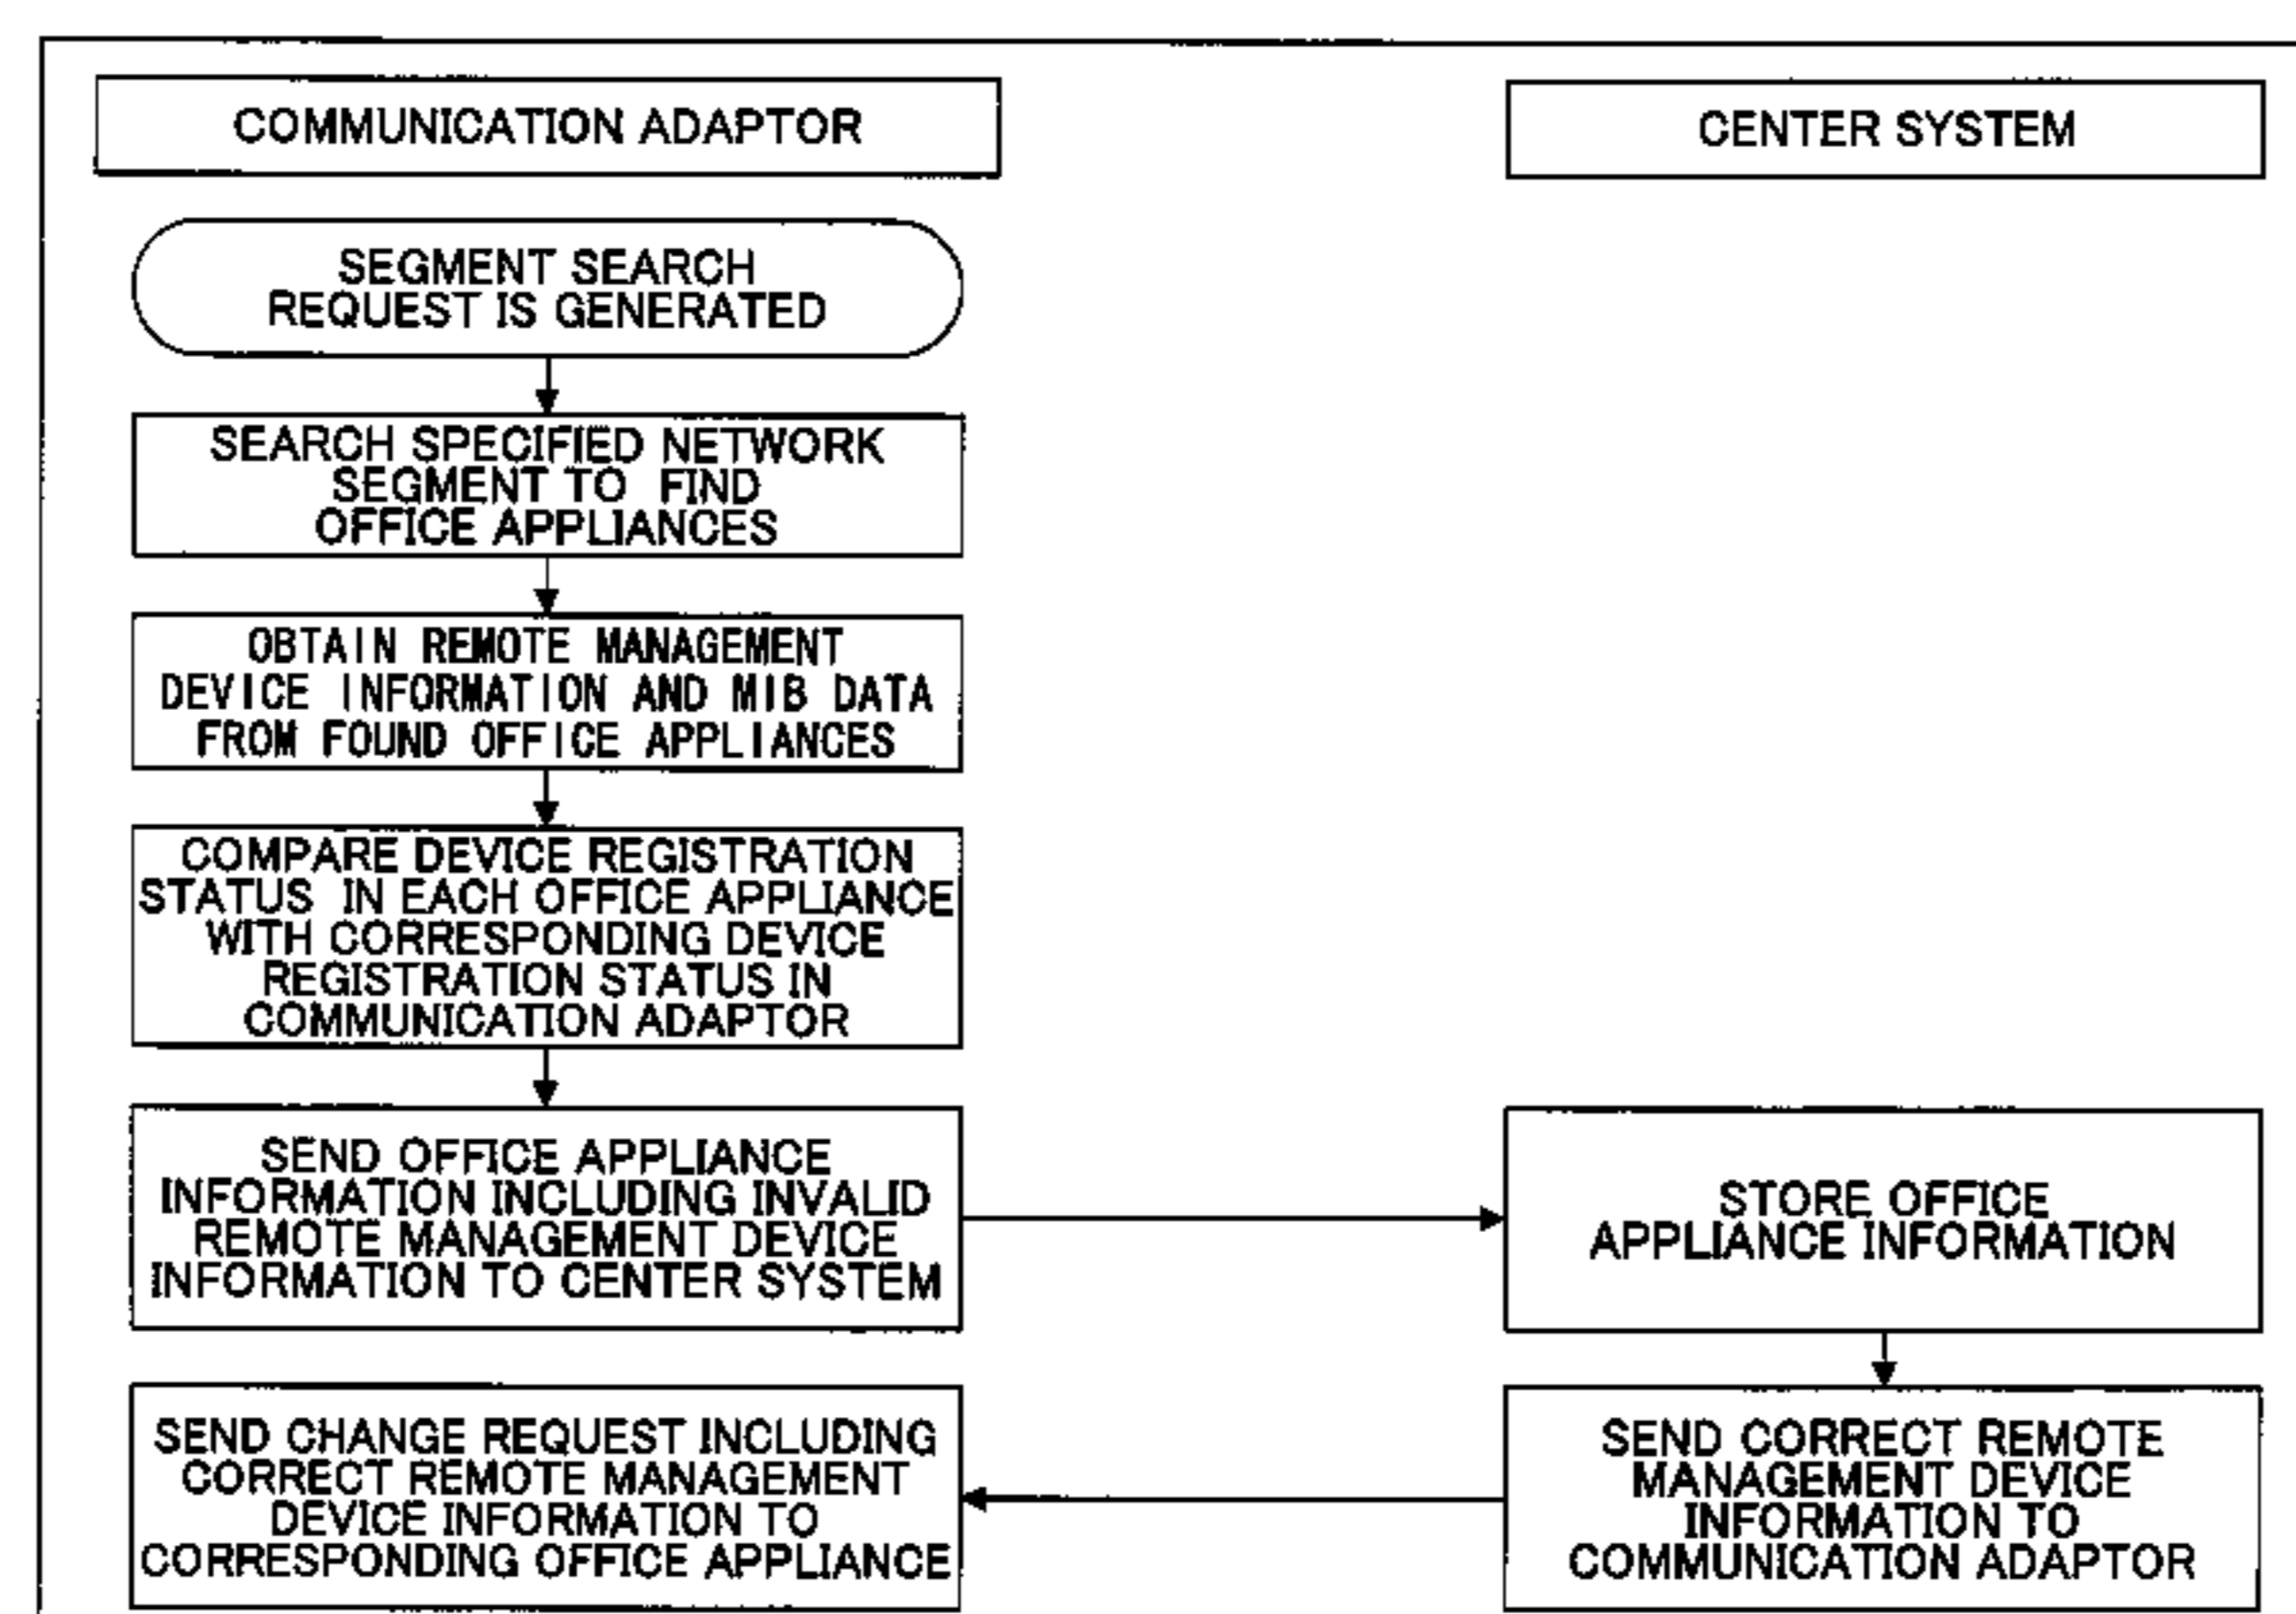 COMMUNICATION ADAPTOR
CENTER SYSTEM
SEGMENT SEARCH
REQUEST IS GENERATED
SEARCH SPECIFIED NETWORK
SEGMENT TO FIND
OFFICE APPLIANCES
OBTAIN REMOTE MANAGEMENT
DEVICE INFORMATION AND MIB DATA
FROM FOUND OFFICE APPLIANCES
COMPARE DEVICE REGISTRATION
STATUS IN EACH OFFICE APPLIANCE
WITH CORRESPONDING DEVICE
REGISTRATION STATUS IN
COMMUNICATION ADAPTOR
SEND OFFICE APPLIANCE
INFORMATION INCLUDING INVALID
REMOTE MANAGEMENT DEVICE
INFORMATION TO CENTER SYSTEM
STORE OFFICE
APPLIANCE INFORMATION
SEND CORRECT REMOTE
MANAGEMENT DEVICE
INFORMATION TO
COMMUNICATION ADAPTOR
SEND CHANGE REQUEST INCLUDING
CORRECT REMOTE MANAGEMENT
DEVICE INFORMATION TO
CORRESPONDING OFFICE APPLIANCE